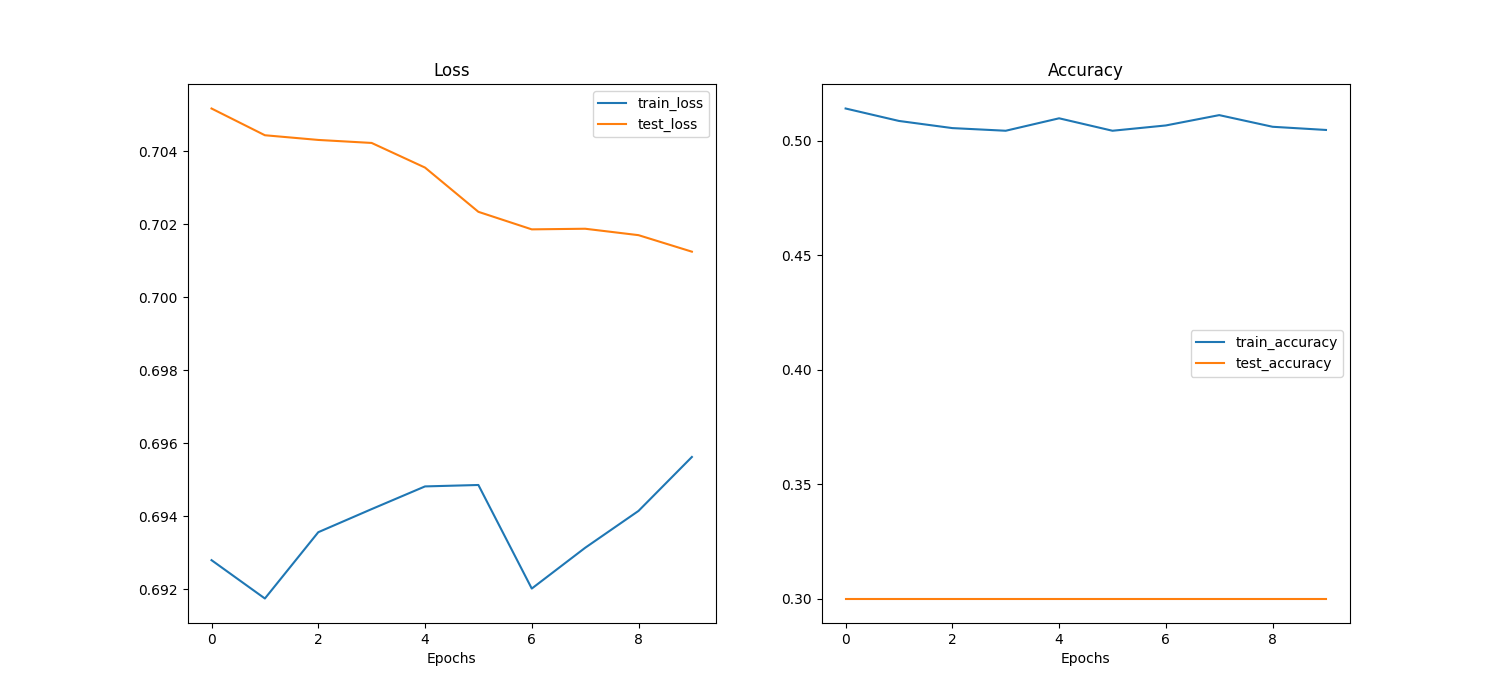 Loss
train_loss
test_loss
0.704
0.702
0.700
0.698
0.696
0.694
0.692
0 2 4 6 8
Epochs
Accuracy
0.50
0.45
0.40
0.35
0.30
train_accuracy
test_accuracy
0 2 4 6 8
Epochs